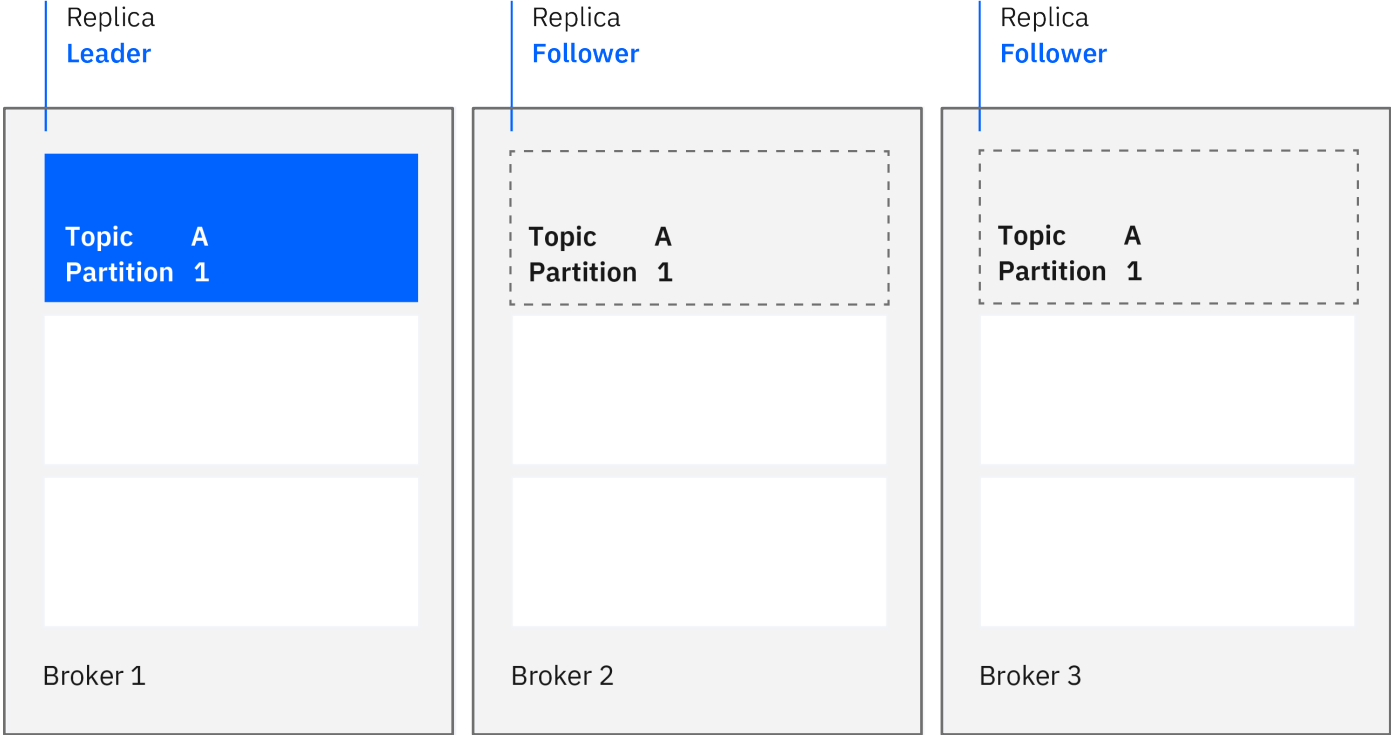 Replica
Leader
Replica
Follower
Replica
Follower
Topic A
Partition 1
Topic A
Partition 1
Topic A
Partition 1
Broker 1
Broker 2
Broker 3